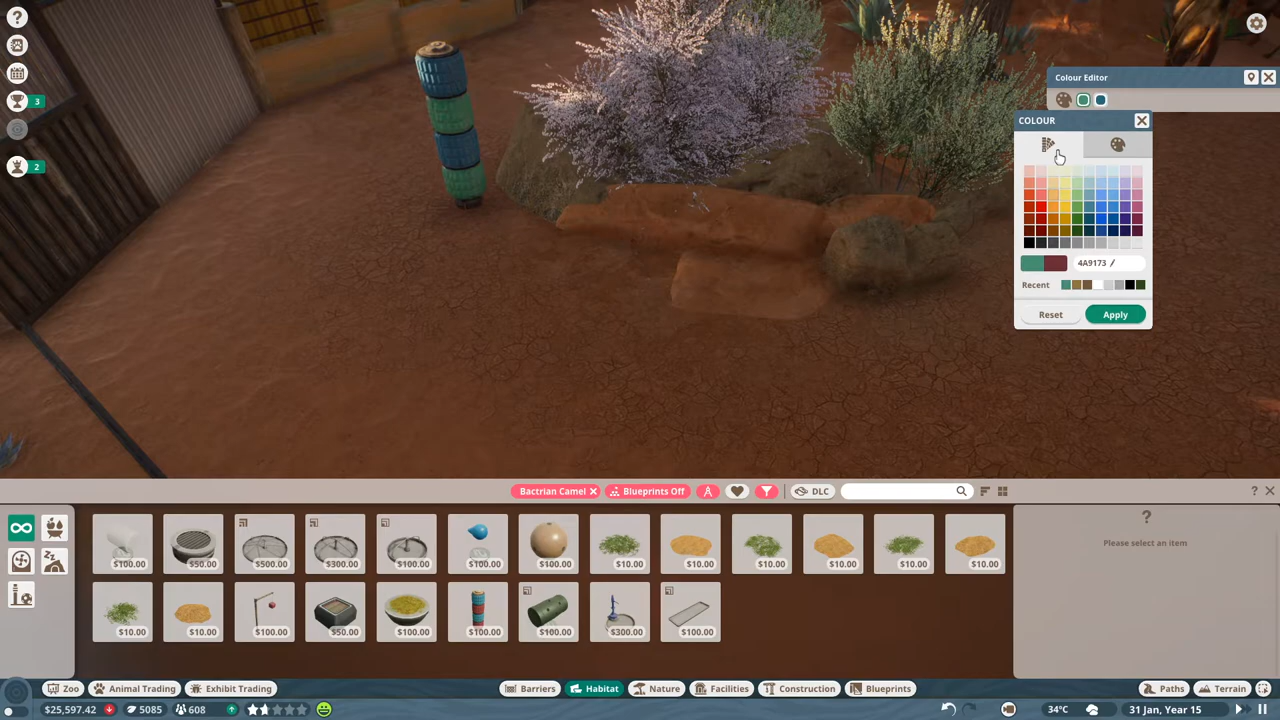 ?
3
2
Colour Editor
COLOUR
4A9173
Recent
Reset Apply
Bactrian Camel Blueprints Off DLC ?
$100.00 $50.00 $500.00 $300.00 $100.00 $100.00 $100.00 $10.00 $10.00 $10.00 $10.00 $10.00 $10.00
?
Please select an item
$10.00 $10.00 $100.00 $50.00 $100.00 $100.00 $100.00 $300.00 $100.00
Zoo Animal Trading Exhibit Trading Barriers Habitat Nature Facilities Construction Blueprints Paths Terrain
$25,597.42 5085 608 34°C 31 Jan, Year 15